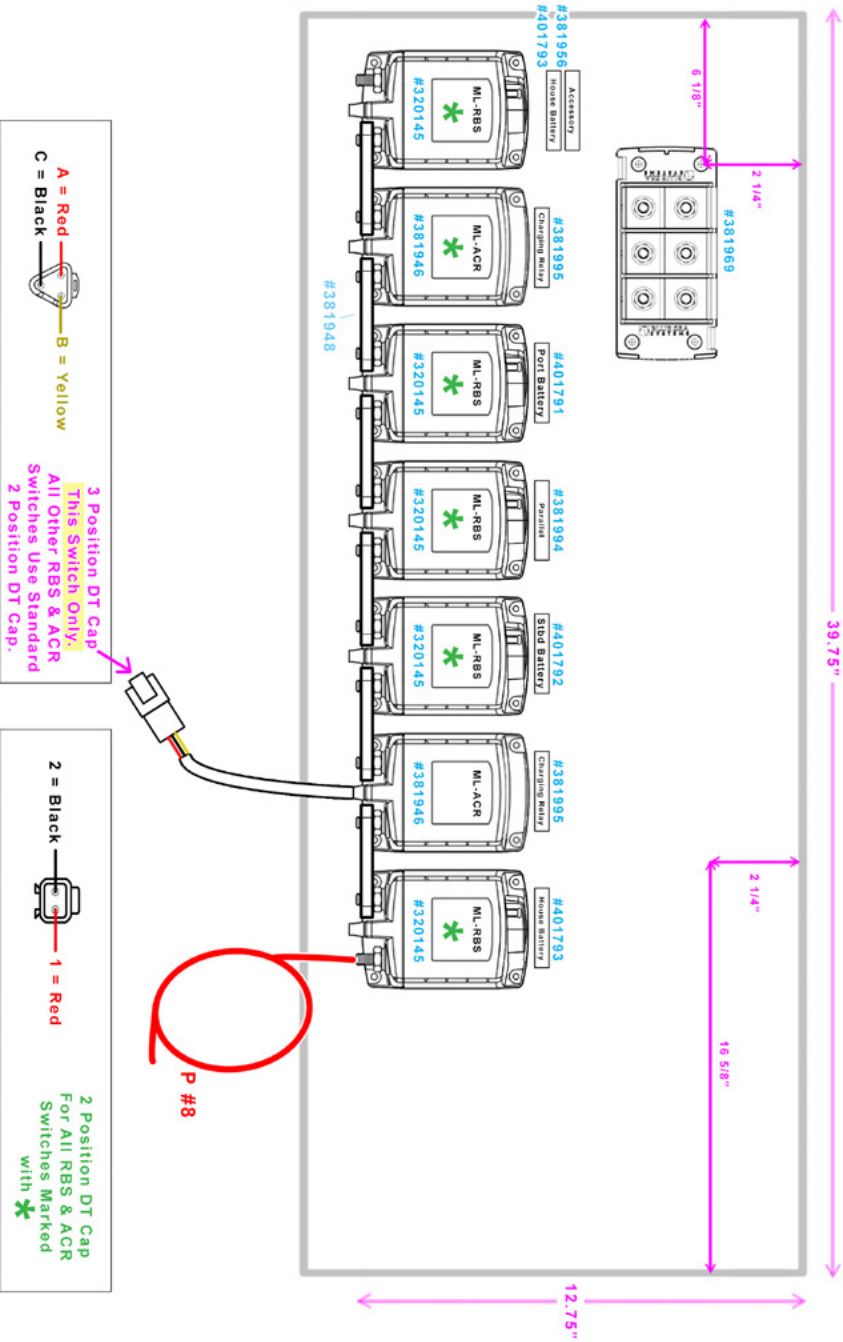 39.75"
2 1/4"
2 1/4"
#381969
16 5/8"
6 1/8"
12.75"
Accessory
House Battery
#381956
#401793
#381995
Charging Relay
#401791
Port Battery
#381994
Parallel
#401792
Stbd Battery
#381995
Charging Relay
#401793
House Battery
ML-RBS
#320145
ML-ACR
#381946
ML-RBS
#320145
ML-RBS
#320145
ML-RBS
#320145
ML-ACR
#381946
ML-RBS
#320145
#381948
P #8
A = Red
B = Yellow
C = Black
3 Position DT Cap
This Switch Only.
All Other RBS & ACR
Switches Use Standard
2 Position DT Cap.
2 = Black
1 = Red
2 Position DT Cap
For All RBS & ACR
Switches Marked
with *